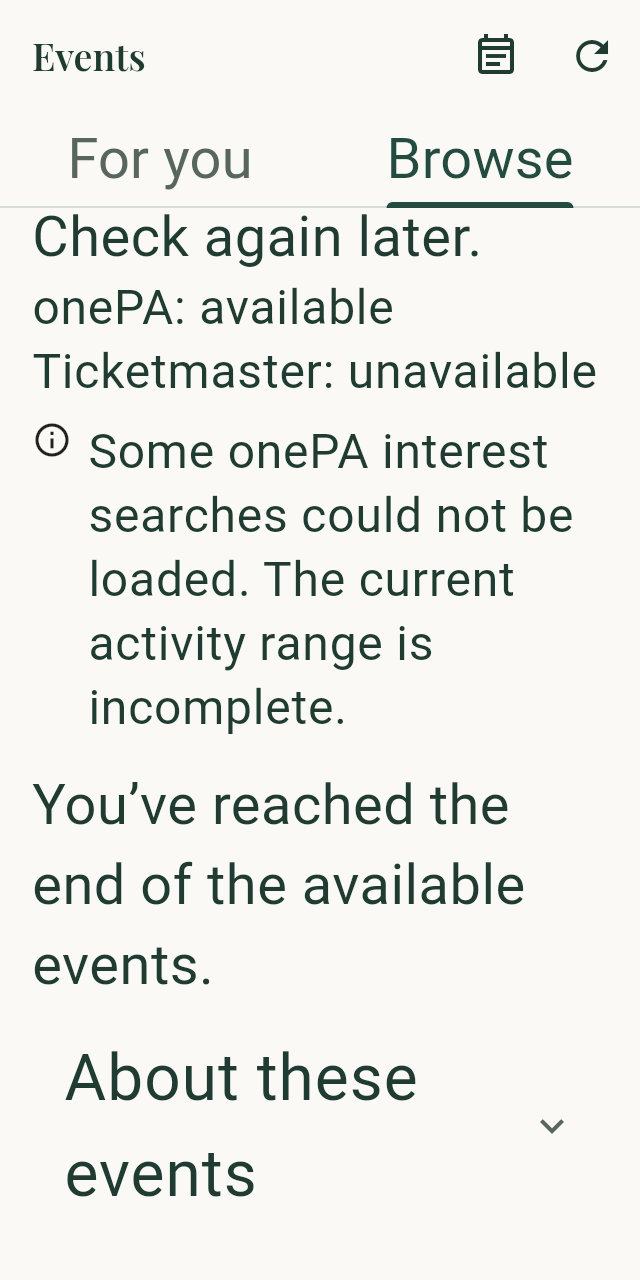 Events
For you
Browse
Check again later.
onePA: available
Ticketmaster: unavailable
Some onePA interest
searches could not be
loaded. The current
activity range is
incomplete.
You’ve reached the
end of the available
events.
About these
events